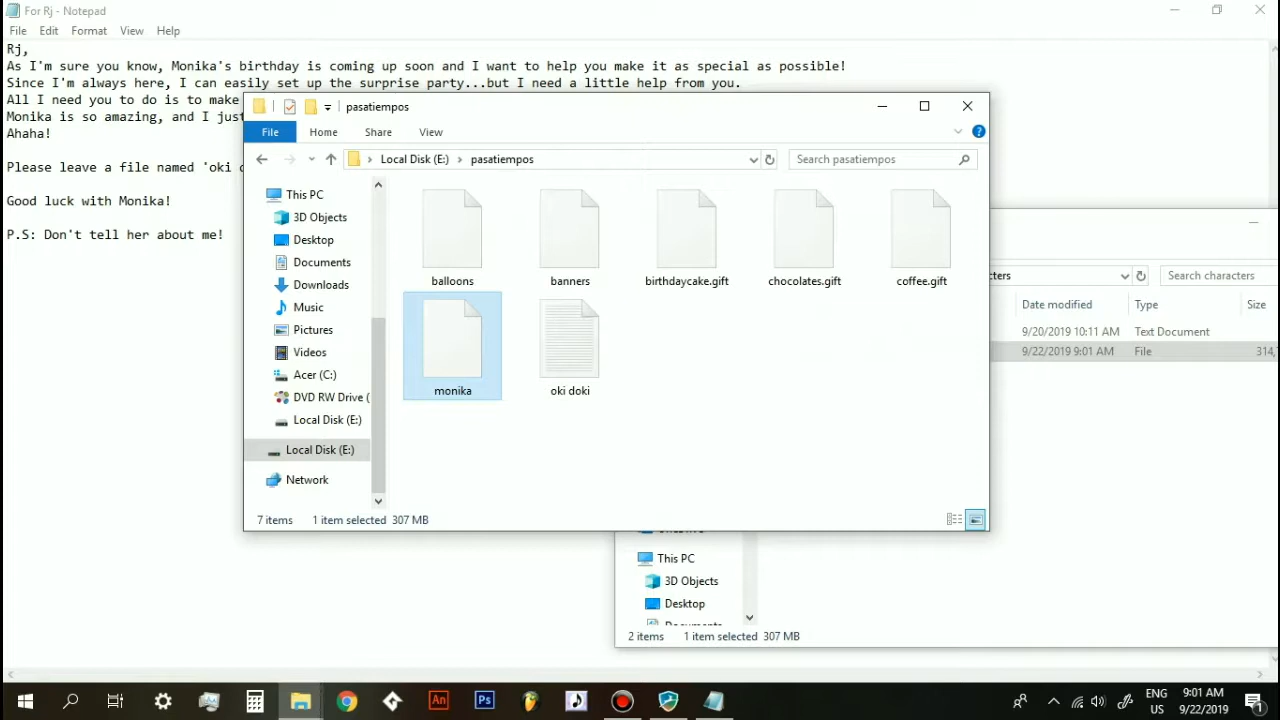 For Rj - Notepad
File Edit Format View Help
Rj,
As I'm sure you know, Monika's birthday is coming up soon and I want to help you make it as special as possible!
Since I'm always here, I can easily set up the surprise party...but I need a little help from you.
All I need you to do is to make
Monika is so amazing, and I just
Ahaha!
Please leave a file named 'oki
Good luck with Monika!
P.S: Don't tell her about me!
pasatiempos
File Home Share View
Local Disk (E:) pasatiempos
Search pasatiempos
This PC
3D Objects
Desktop
Documents
Downloads
Music
Pictures
Videos
Acer (C:)
DVD RW Drive (
Local Disk (E:)
Local Disk (E:)
Network
balloons
banners
birthdaycake.gift
chocolates.gift
coffee.gift
monika
oki doki
7 items 1 item selected 307 MB
cters
Search characters
Date modified Type Size
9/20/2019 10:11 AM Text Document
9/22/2019 9:01 AM File 314,
This PC
3D Objects
Desktop
2 items 1 item selected 307 MB
An
Ps
ENG
US
9:01 AM
9/22/2019
1